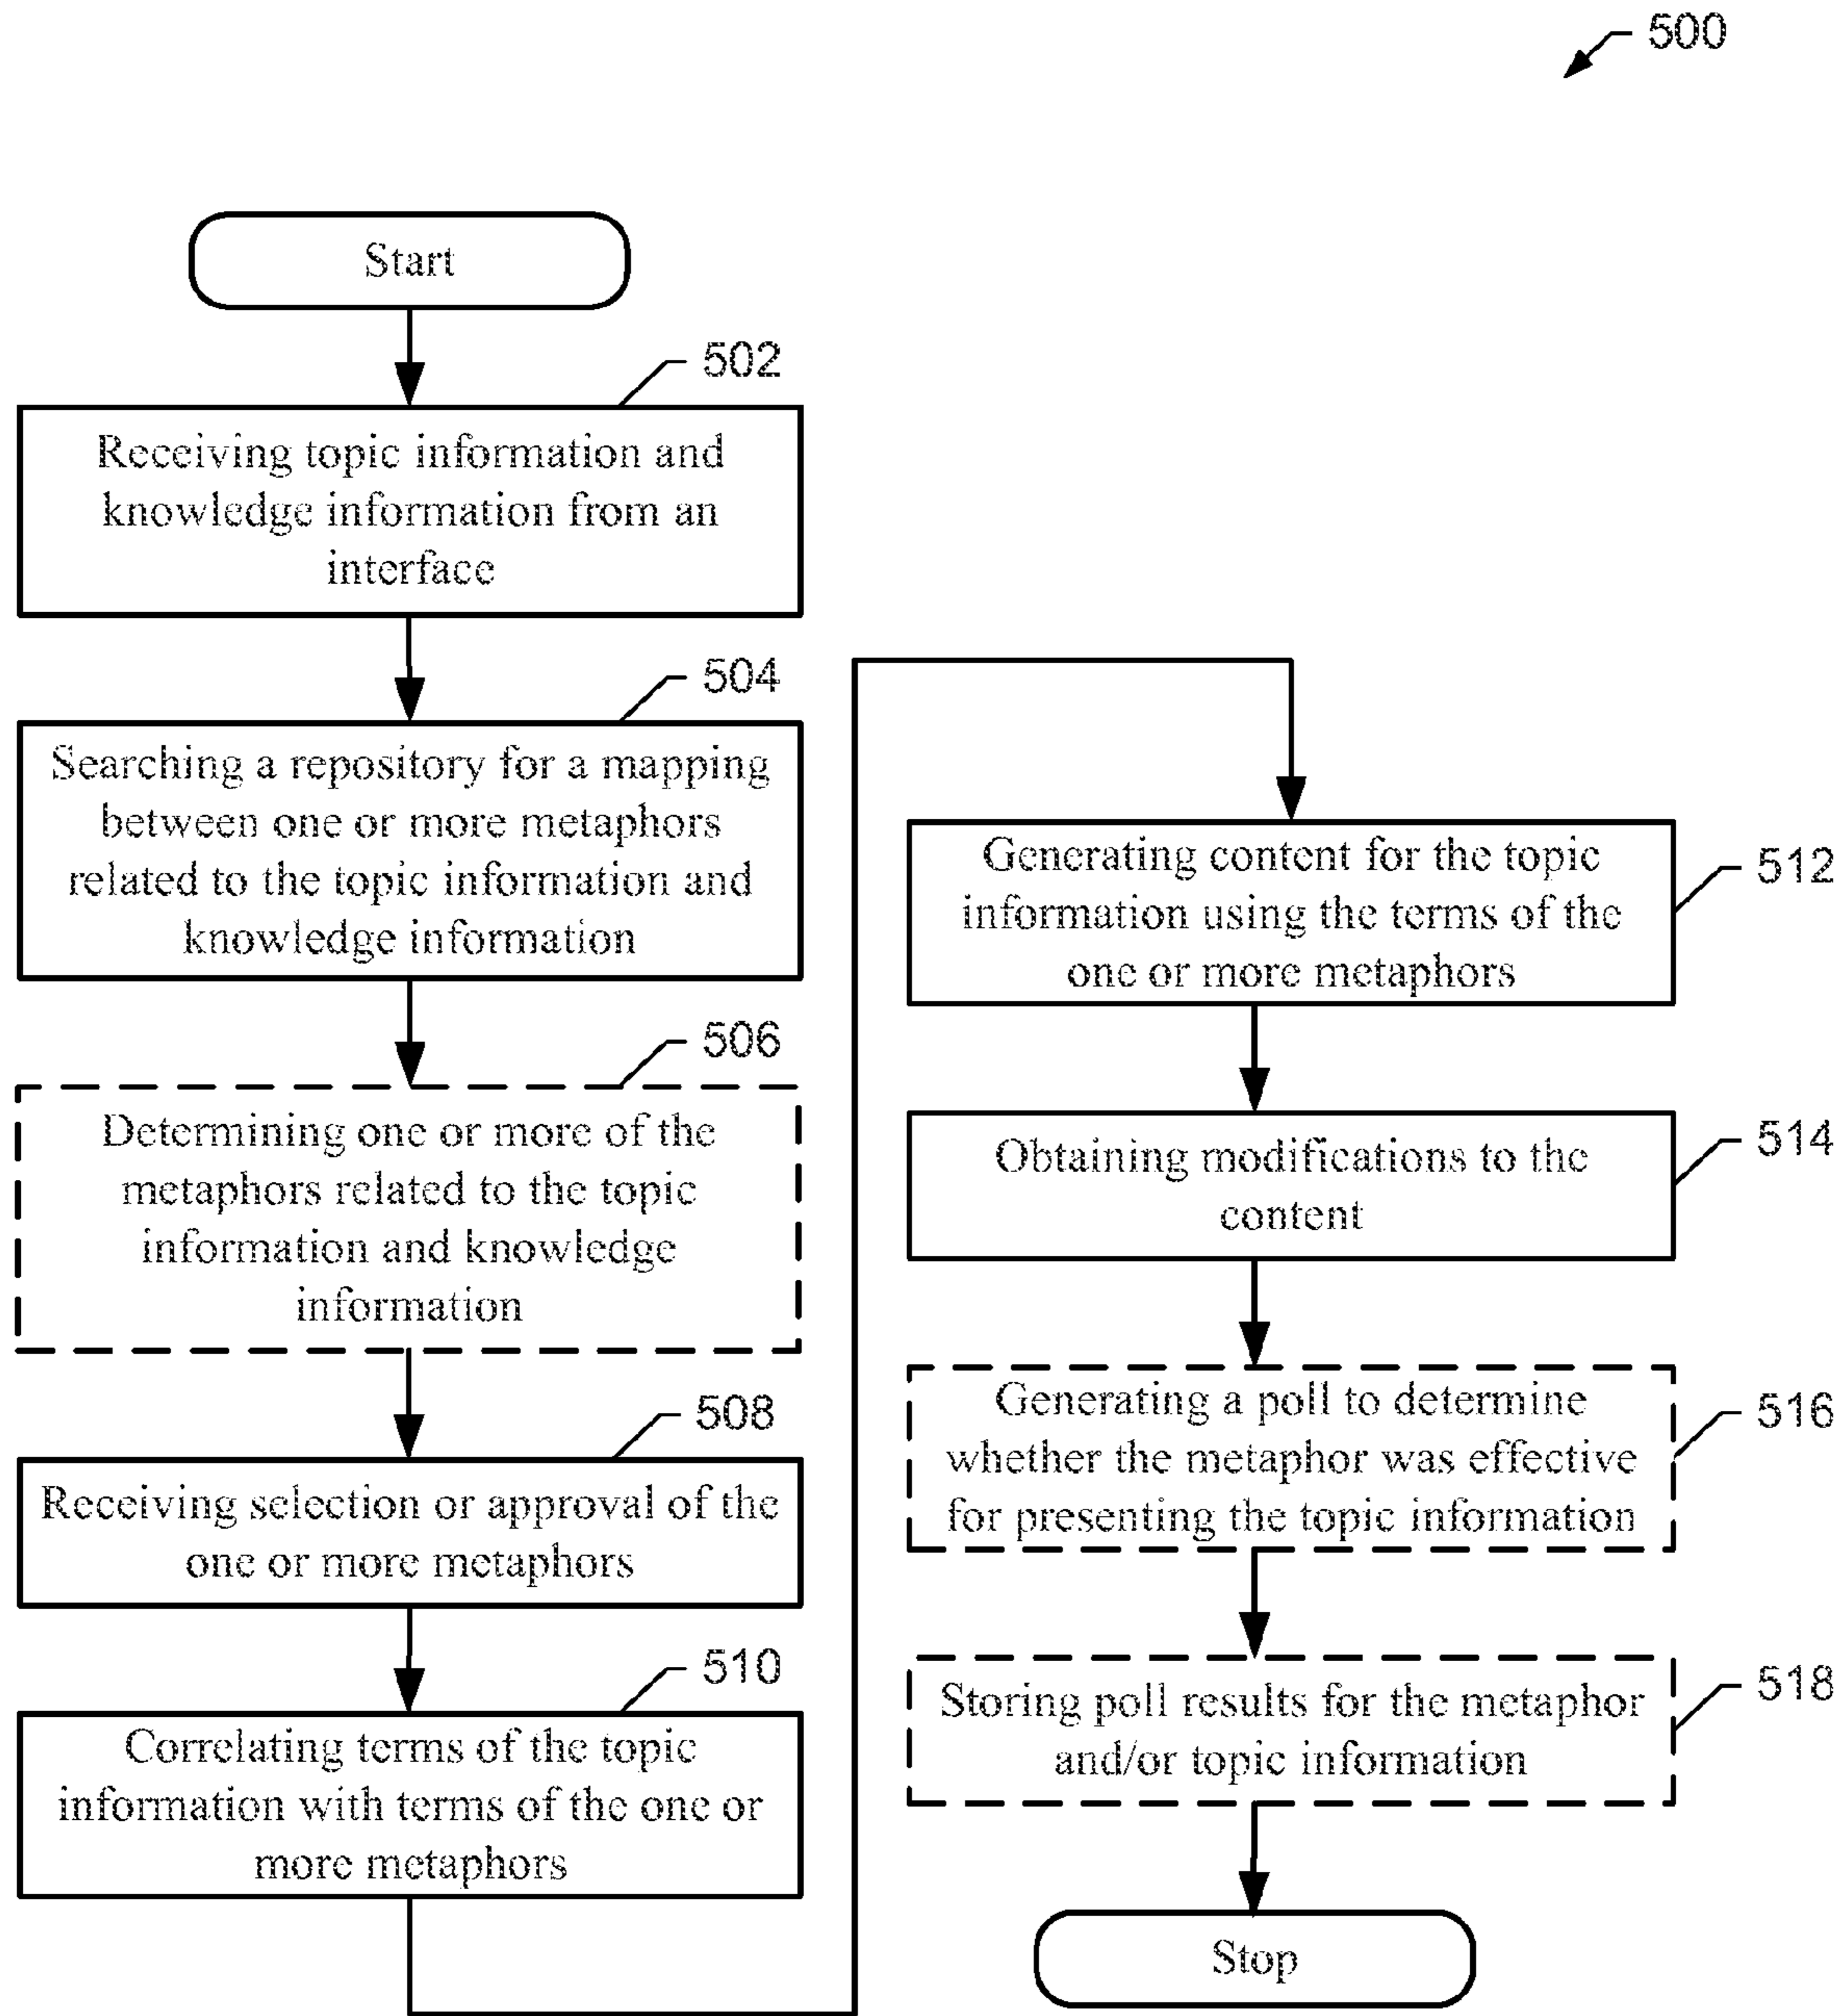 500
Start
502
Receiving topic information and
knowledge information from an
interface
504
Searching a repository for a mapping
between one or more metaphors
related to the topic information and
knowledge information
506
Determining one or more of the
metaphors related to the topic
information and knowledge
information
508
Receiving selection or approval of the
one or more metaphors
510
Correlating terms of the topic
information with terms of the one or
more metaphors
512
Generating content for the topic
information using the terms of the
one or more metaphors
514
Obtaining modifications to the
content
516
Generating a poll to determine
whether the metaphor was effective
for presenting the topic information
518
Storing poll results for the metaphor
and/or topic information
Stop